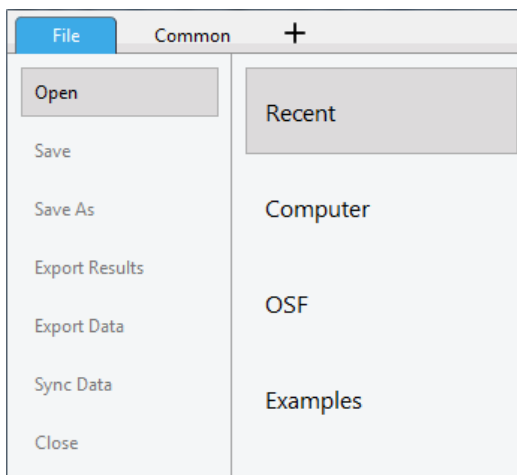 File
Common
+
Open
Save
Save As
Export Results
Export Data
Sync Data
Close
Recent
Computer
OSF
Examples